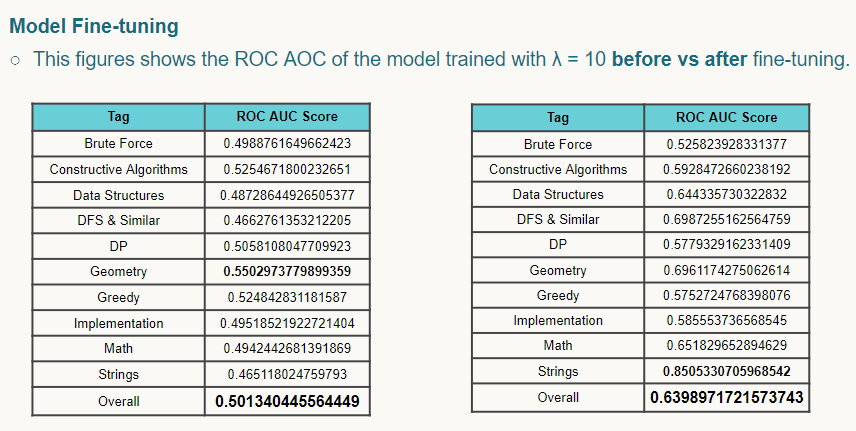 Model Fine-tuning
○ This figures shows the ROC AOC of the model trained with λ = 10 before vs after fine-tuning.
Tag ROC AUC Score
Brute Force 0.4988761649662423
Constructive Algorithms 0.5254671800232651
Data Structures 0.48728644926505377
DFS & Similar 0.4662761353212205
DP 0.5058108047709923
Geometry 0.5502973779899359
Greedy 0.524842831181587
Implementation 0.49518521922721404
Math 0.4942442681391869
Strings 0.465118024759793
Overall 0.501340445564449
Tag ROC AUC Score
Brute Force 0.525823928331377
Constructive Algorithms 0.5928472660238192
Data Structures 0.644335730322832
DFS & Similar 0.6987255162564759
DP 0.5779329162331409
Geometry 0.6961174275062614
Greedy 0.5752724768398076
Implementation 0.585553736568545
Math 0.651829652894629
Strings 0.8505330705968542
Overall 0.6398971721573743